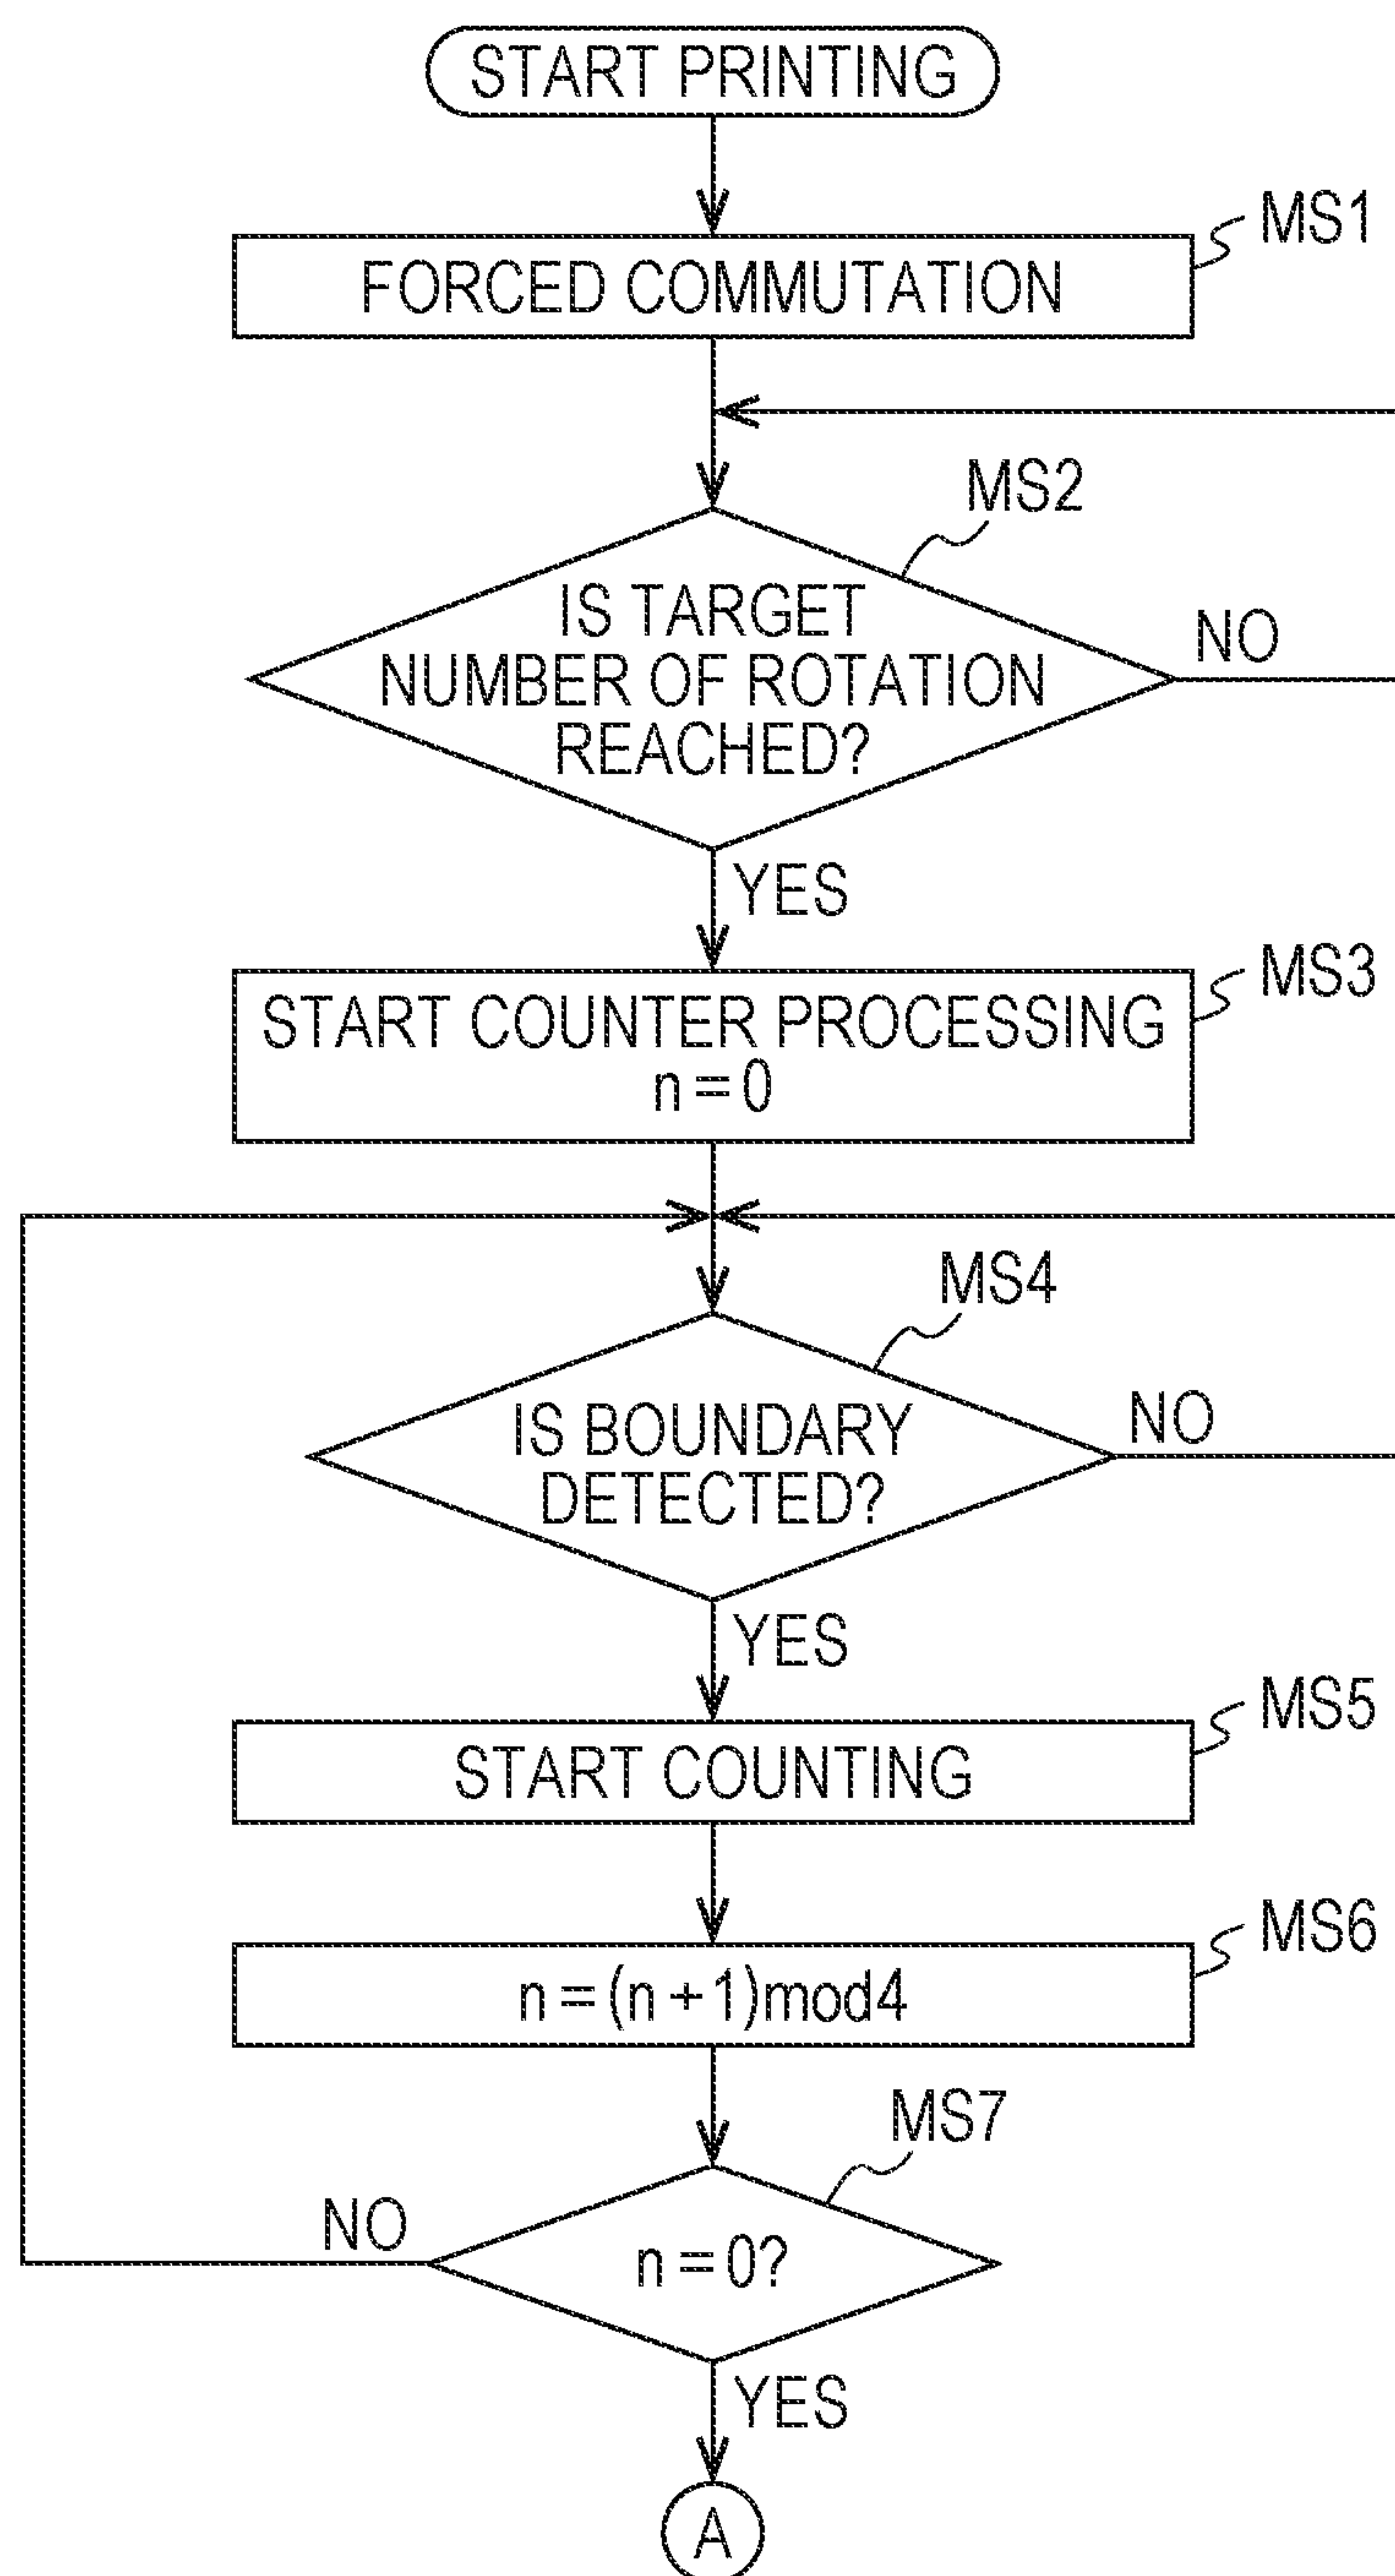 START PRINTING
MS1
FORCED COMMUTATION
MS2
IS TARGET
NUMBER OF ROTATION
REACHED?
NO
YES
MS3
START COUNTER PROCESSING
n=0
MS4
IS BOUNDARY
DETECTED?
NO
YES
MS5
START COUNTING
MS6
n=(n+1)mod4
MS7
n=0?
NO
YES
A